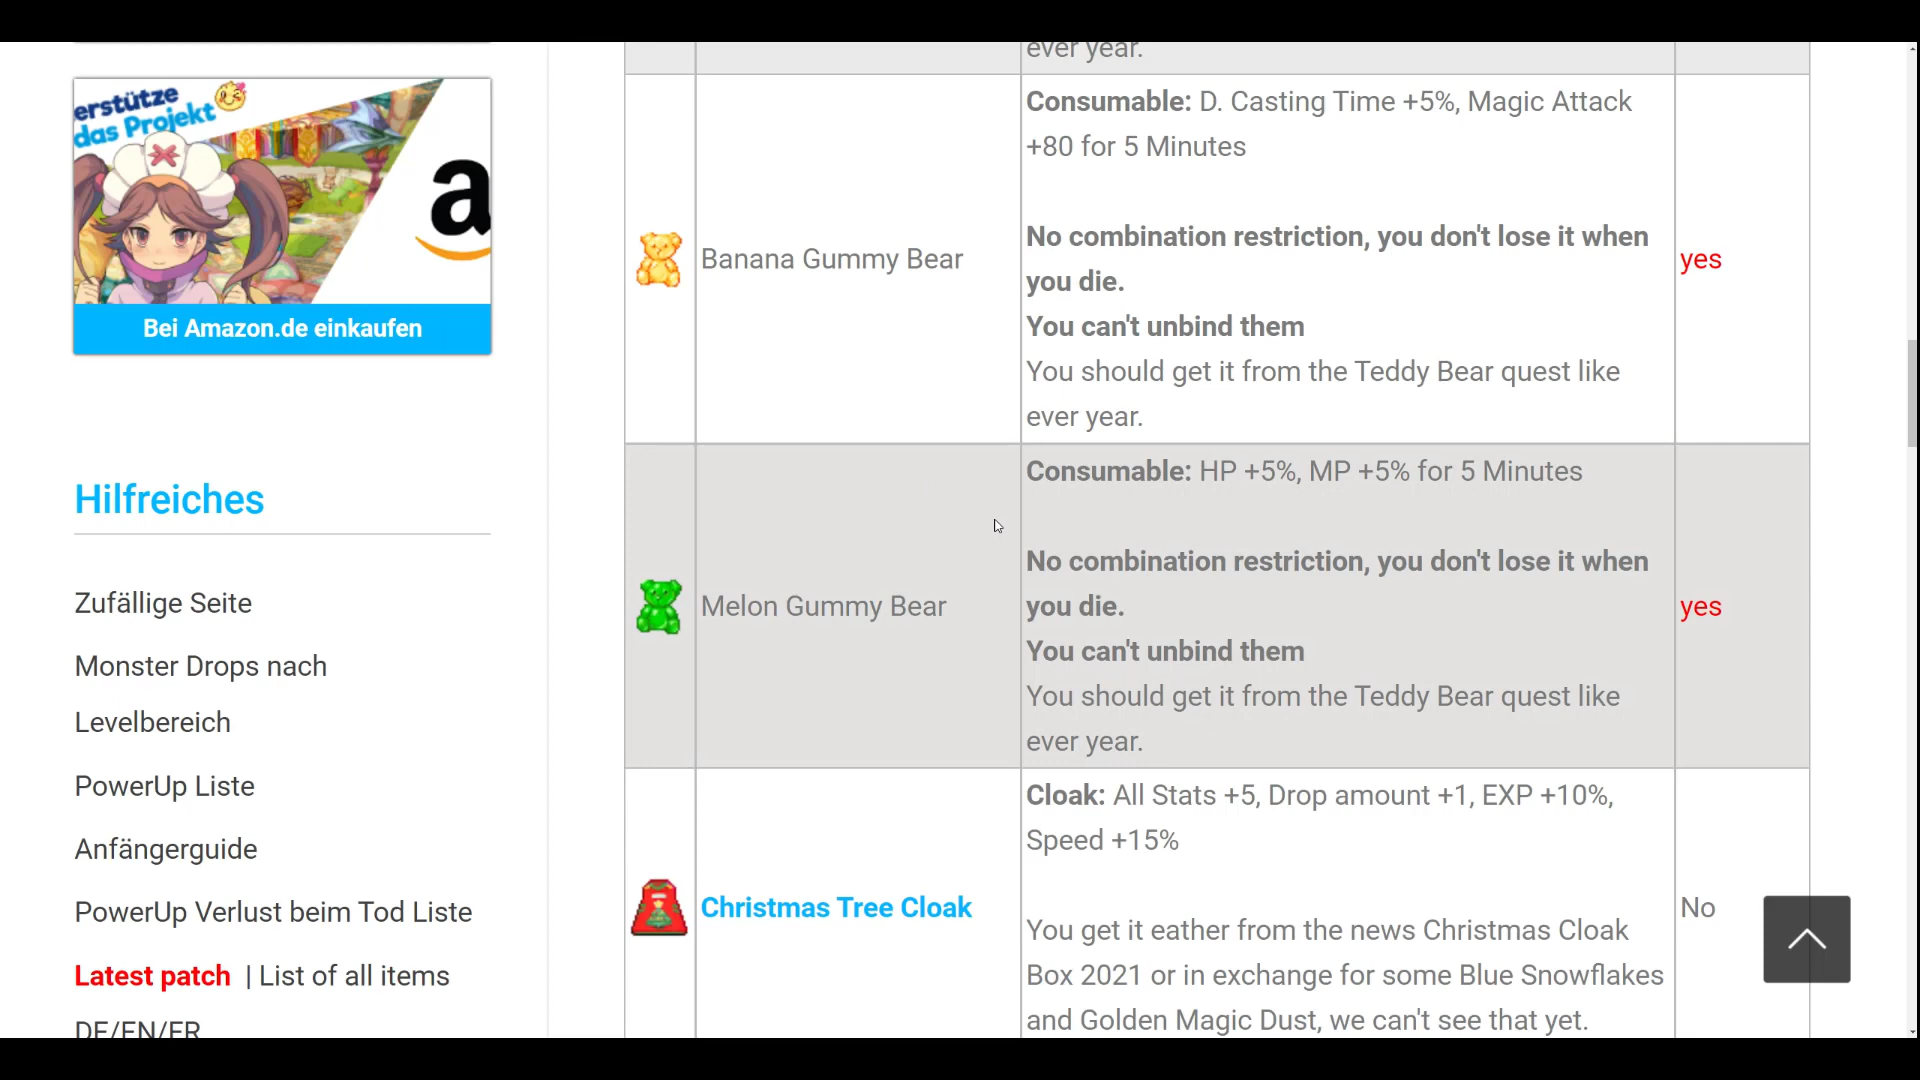 erstütze
das Projekt
a
Bei Amazon.de einkaufen
Hilfreiches
Zufällige Seite
Monster Drops nach
Levelbereich
PowerUp Liste
Anfängerguide
PowerUp Verlust beim Tod Liste
Latest patch | List of all items
DE/EN/FR
ever year.
Banana Gummy Bear
Consumable: D. Casting Time +5%, Magic Attack
+80 for 5 Minutes
No combination restriction, you don't lose it when
you die.
You can't unbind them
You should get it from the Teddy Bear quest like
ever year.
yes
Melon Gummy Bear
Consumable: HP +5%, MP +5% for 5 Minutes
No combination restriction, you don't lose it when
you die.
You can't unbind them
You should get it from the Teddy Bear quest like
ever year.
yes
Christmas Tree Cloak
Cloak: All Stats +5, Drop amount +1, EXP +10%,
Speed +15%
You get it eather from the news Christmas Cloak
Box 2021 or in exchange for some Blue Snowflakes
and Golden Magic Dust, we can't see that yet.
No